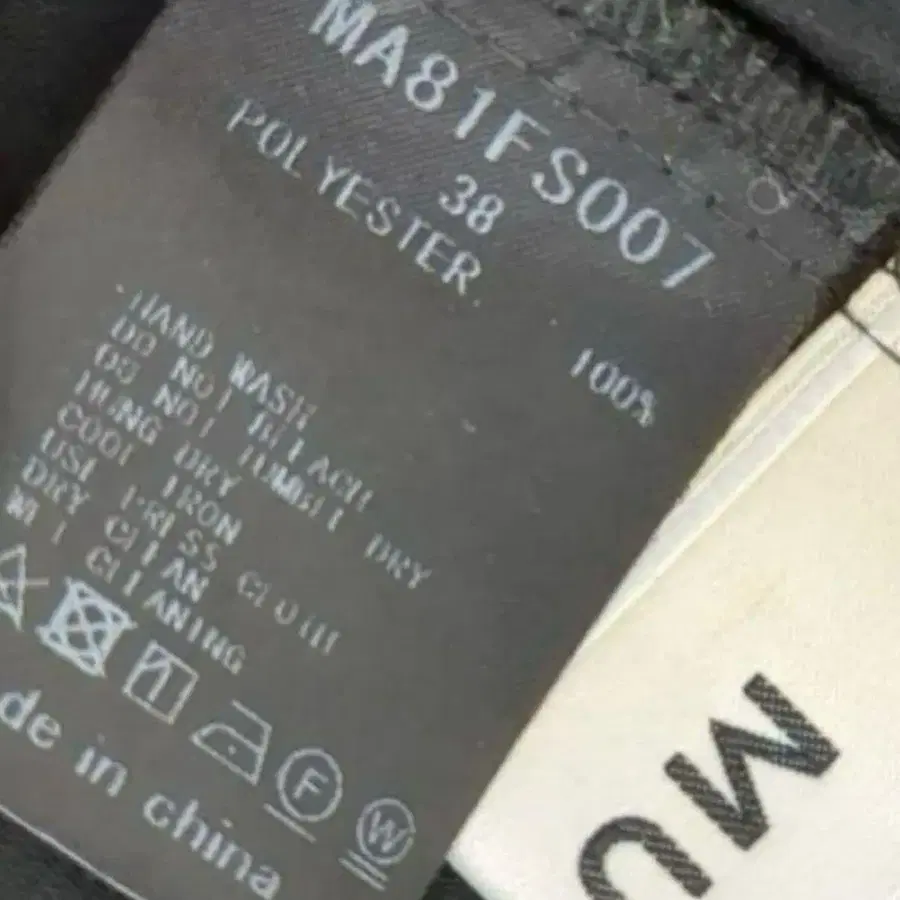 MA81FS007
38
POLYESTER 100%
HAND WASH
DO NOT BLEACH
DO NOT TUMBLE DRY
HUNG DRY
COOL IRON
USE PRESS CLOTH
DRY CLEAN
WET CLEANING
F
W
de in china
MU